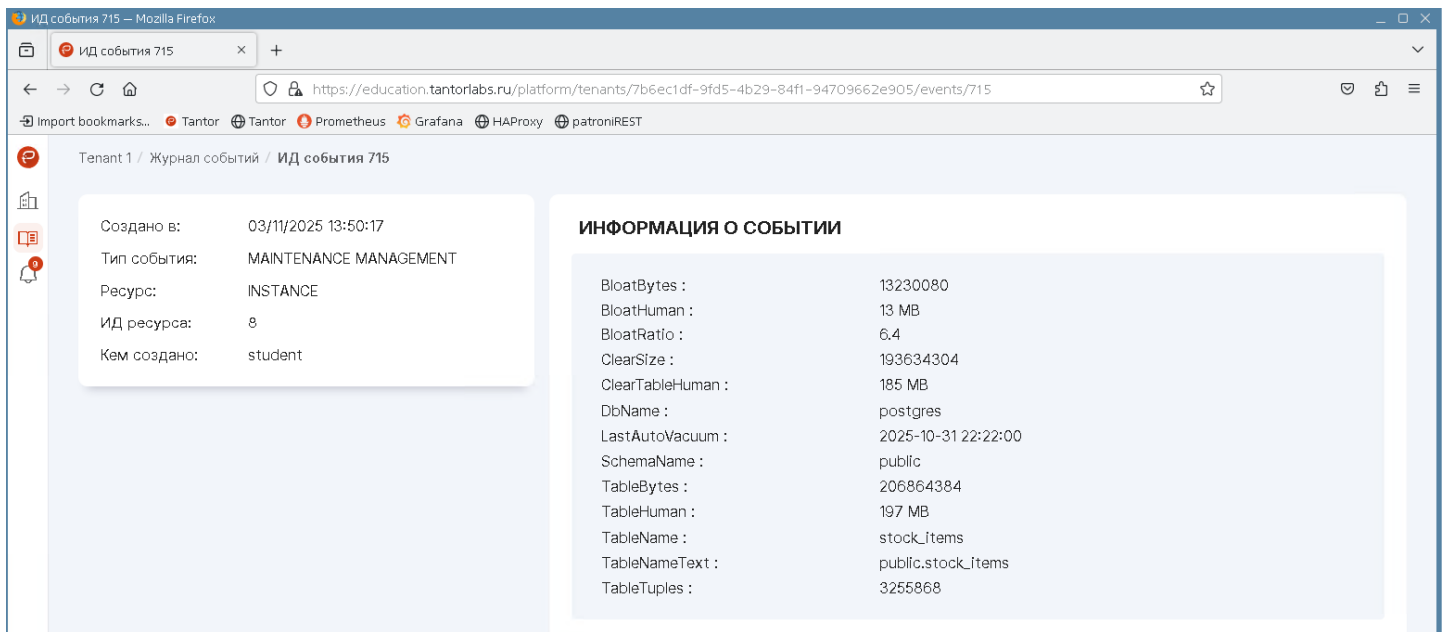 ИД события 715 — Mozilla Firefox
ИД события 715
https://education.tantorlabs.ru/platform/tenants/7b6ec1df-9fd5-4b29-84f1-94709662e905/events/715
Import bookmarks... Tantor Tantor Prometheus Grafana HAProxy patroniREST
Tenant 1 / Журнал событий / ИД события 715
9
Создано в: 03/11/2025 13:50:17
Тип события: MAINTENANCE MANAGEMENT
Ресурс: INSTANCE
ИД ресурса: 8
Кем создано: student
ИНФОРМАЦИЯ О СОБЫТИИ
BloatBytes : 13230080
BloatHuman : 13 MB
BloatRatio : 6.4
ClearSize : 193634304
ClearTableHuman : 185 MB
DbName : postgres
LastAutoVacuum : 2025-10-31 22:22:00
SchemaName : public
TableBytes : 206864384
TableHuman : 197 MB
TableName : stock_items
TableNameText : public.stock_items
TableTuples : 3255868